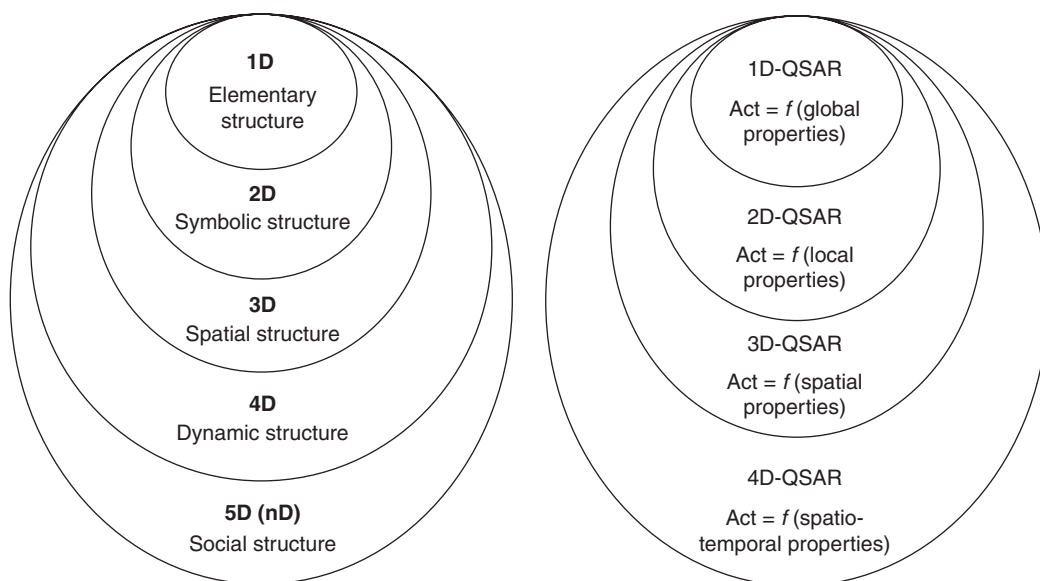 1D
Elementary
structure
2D
Symbolic structure
3D
Spatial structure
4D
Dynamic structure
5D (nD)
Social structure
1D-QSAR
Act = f (global
properties)
2D-QSAR
Act = f (local
properties)
3D-QSAR
Act = f (spatial
properties)
4D-QSAR
Act = f (spatio-
temporal properties)